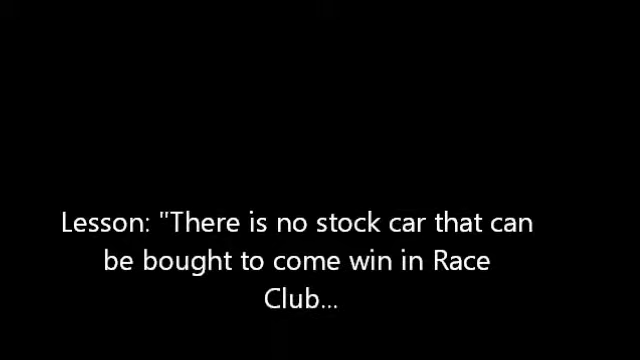 Lesson: "There is no stock car that can
be bought to come win in Race
Club...